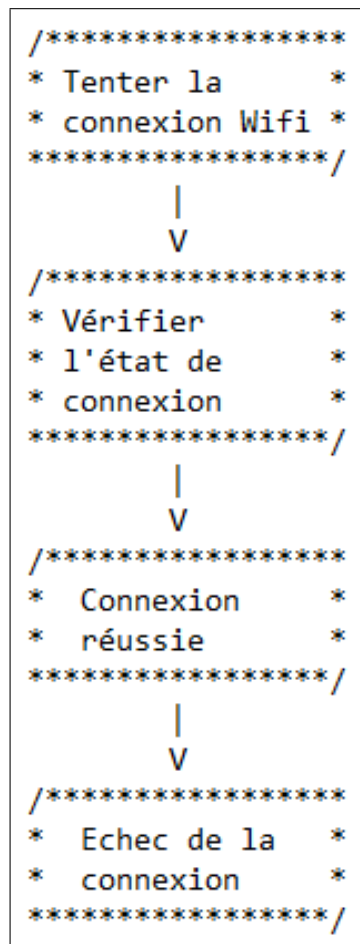 /*****************
* Tenter la      *
* connexion Wifi *
*****************/
|
V
/*****************
* Vérifier       *
* l'état de      *
* connexion      *
*****************/
|
V
/*****************
*  Connexion     *
*  réussie       *
*****************/
|
V
/*****************
*  Echec de la   *
*  connexion     *
*****************/